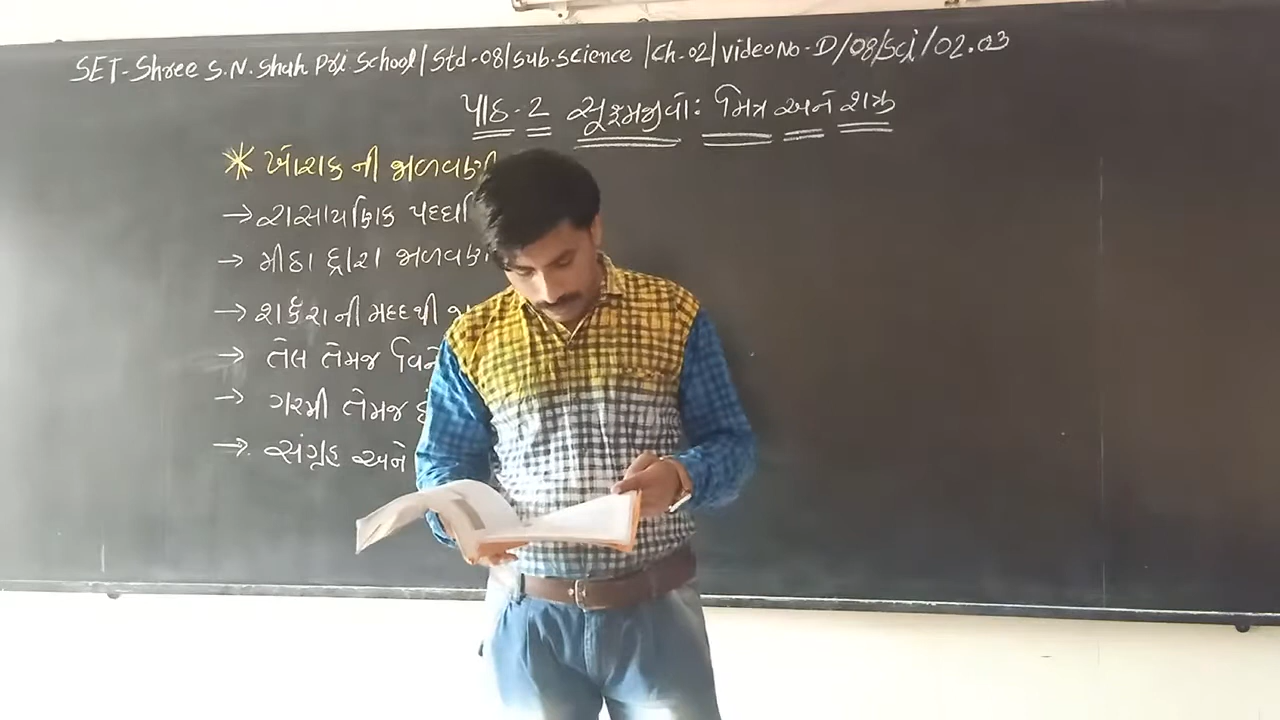 SET-Shree S.N.Shah Pri School/Std-08/Sub.Science/Ch-02/Video No-D/08/Sci/02.03
પાઠ-2 સૂક્ષ્મજીવો: મિત્ર અને શત્રુ
* ખોરાક ની જાળવણી
→ રાસાયણિક પદ્ધ
→ મીઠા દ્વારા જાળવણ
→ શર્કરાની મદદથી જ
→ તેલ તેમજ વિને
→ ગરમી તેમજ
→ સંગ્રહ અને